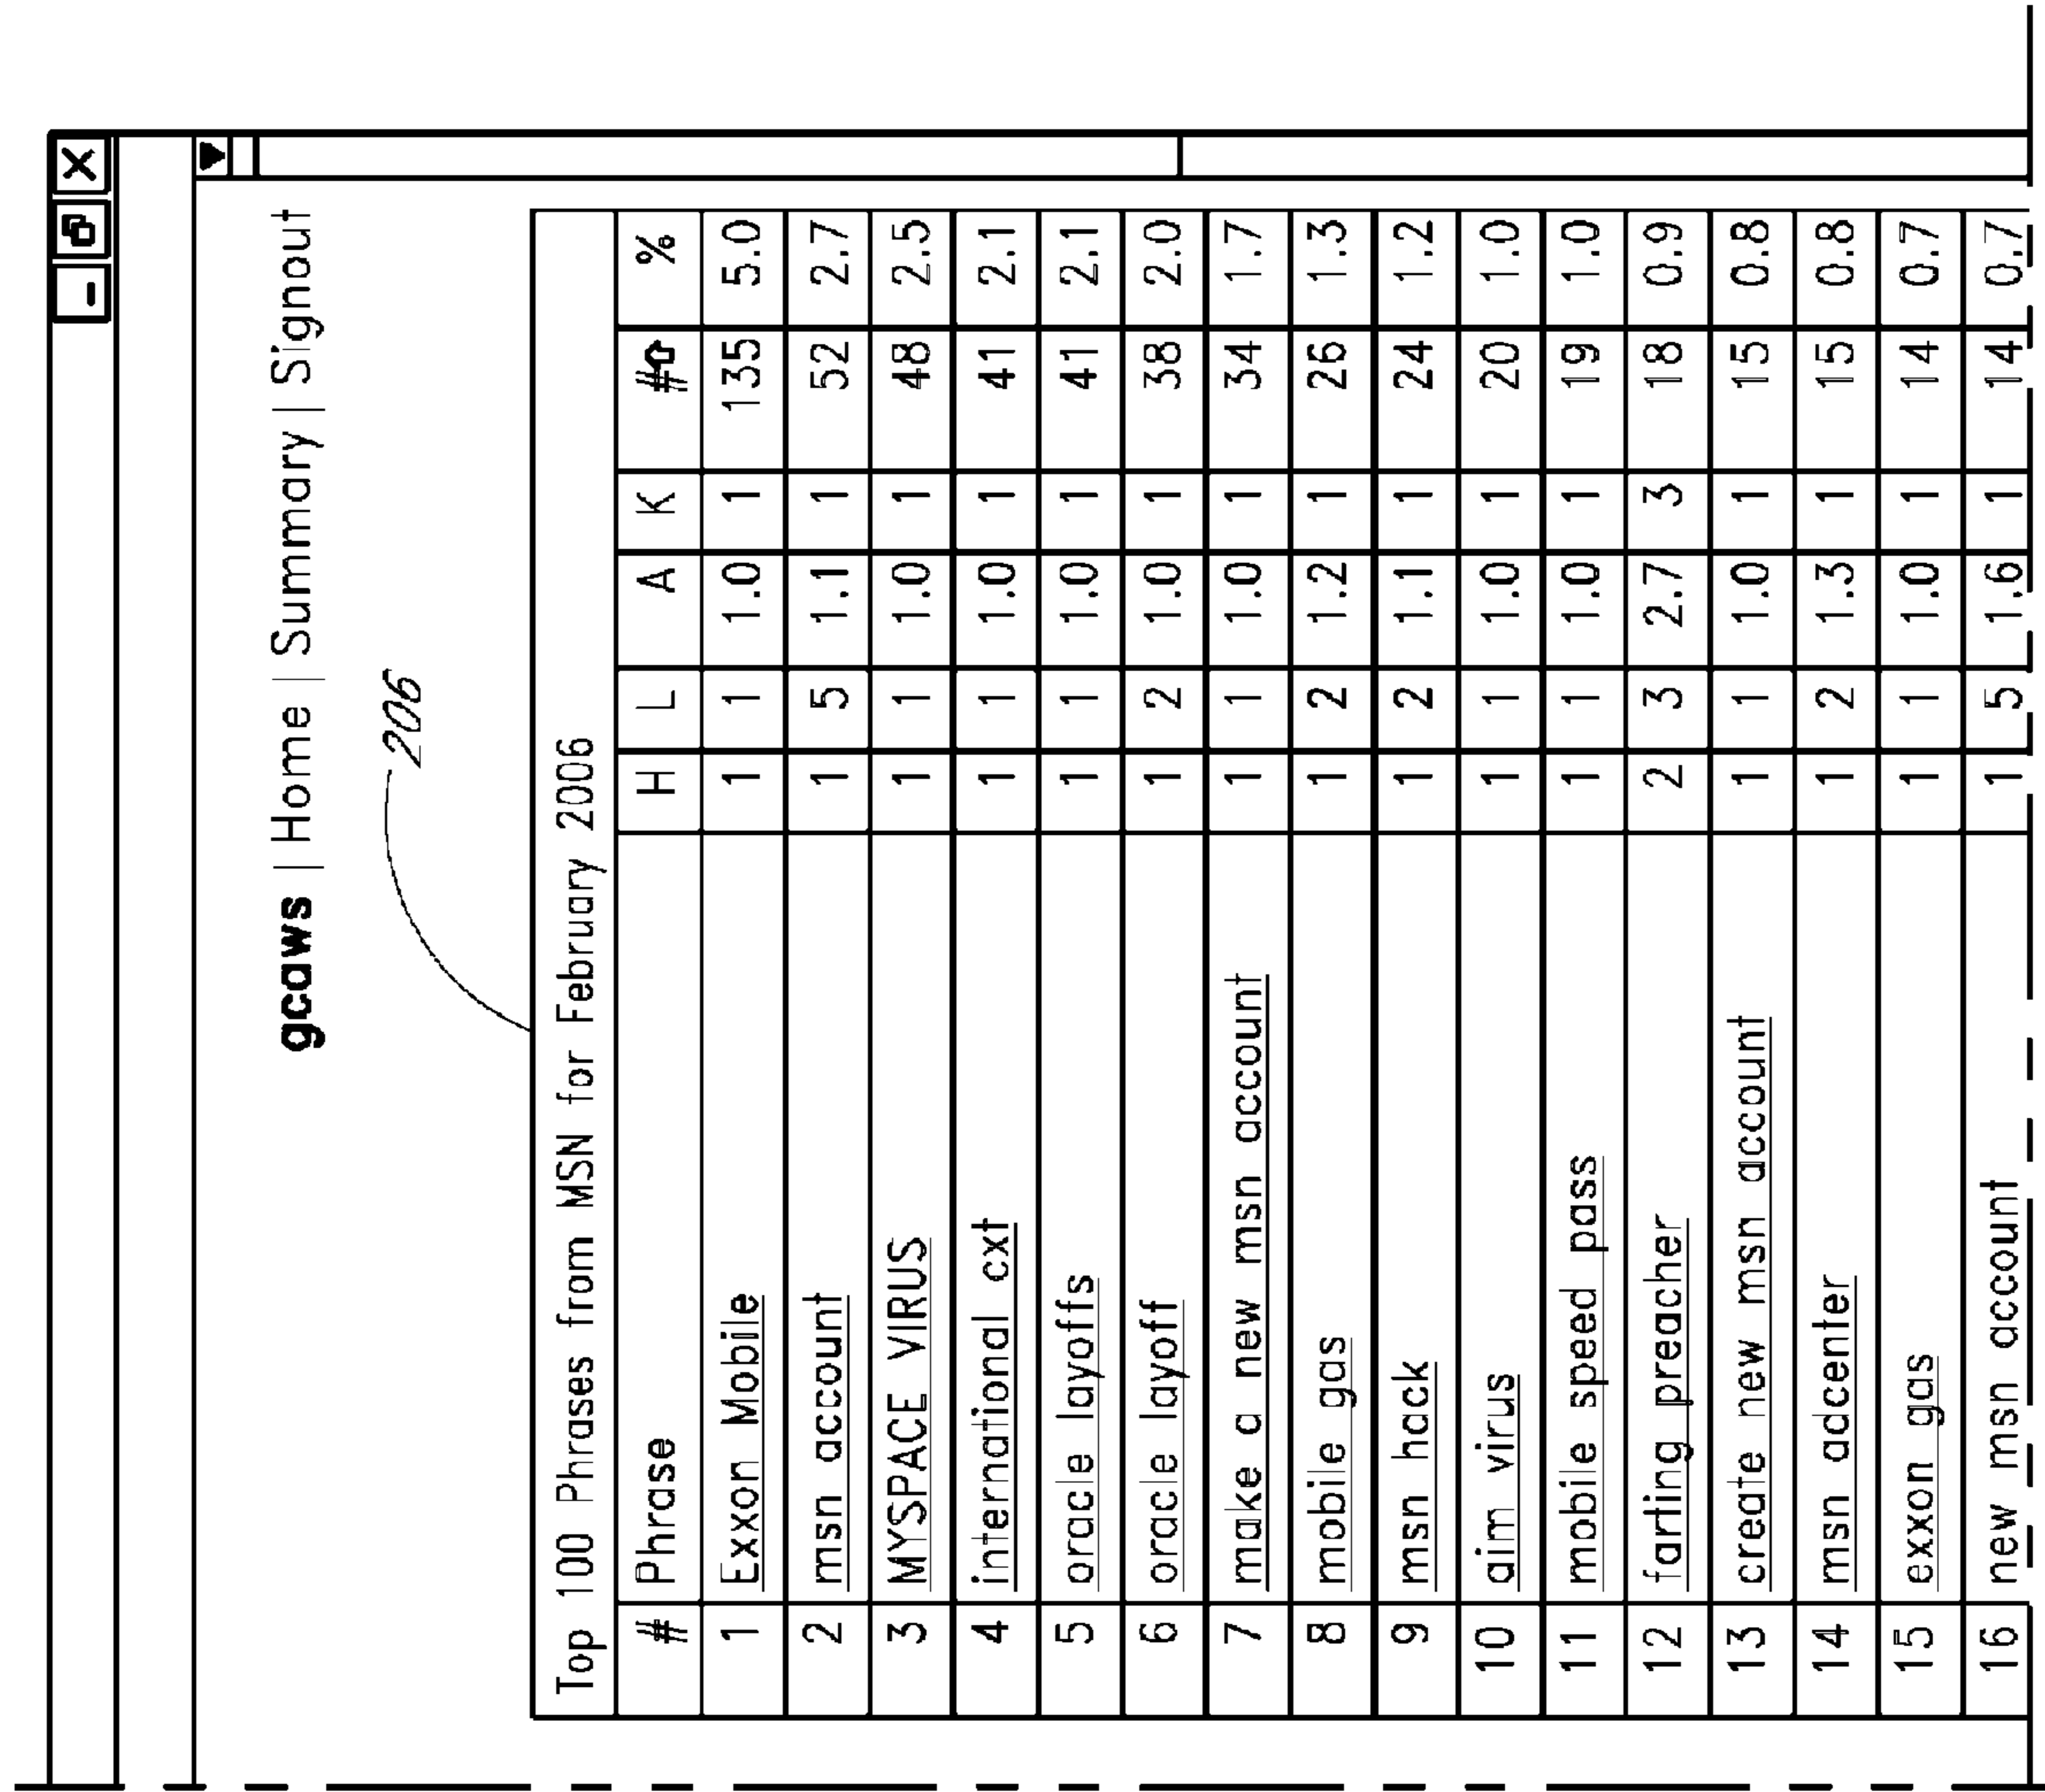 gcaws | Home | Summary | Signout
206
Top 100 Phrases from MSN for February 2006
# Phrase H L A K # %
1 Exxon Mobile 1 1 1.0 1 135 5.0
2 msn account 1 5 1.1 1 52 2.7
3 MYSPACE VIRUS 1 1 1.0 1 48 2.5
4 international cxt 1 1 1.0 1 41 2.1
5 oracle layoffs 1 1 1.0 1 41 2.1
6 oracle layoff 1 2 1.0 1 38 2.0
7 make a new msn account 1 1 1.0 1 34 1.7
8 mobile gas 1 2 1.2 1 26 1.3
9 msn hack 1 2 1.1 1 24 1.2
10 aim virus 1 1 1.0 1 20 1.0
11 mobile speed pass 1 1 1.0 1 19 1.0
12 farting preacher 2 3 2.7 3 18 0.9
13 create new msn account 1 1 1.0 1 15 0.8
14 msn adcenter 1 2 1.3 1 15 0.8
15 exxon gas 1 1 1.0 1 14 0.7
16 new msn account 1 5 1.6 1 14 0.7